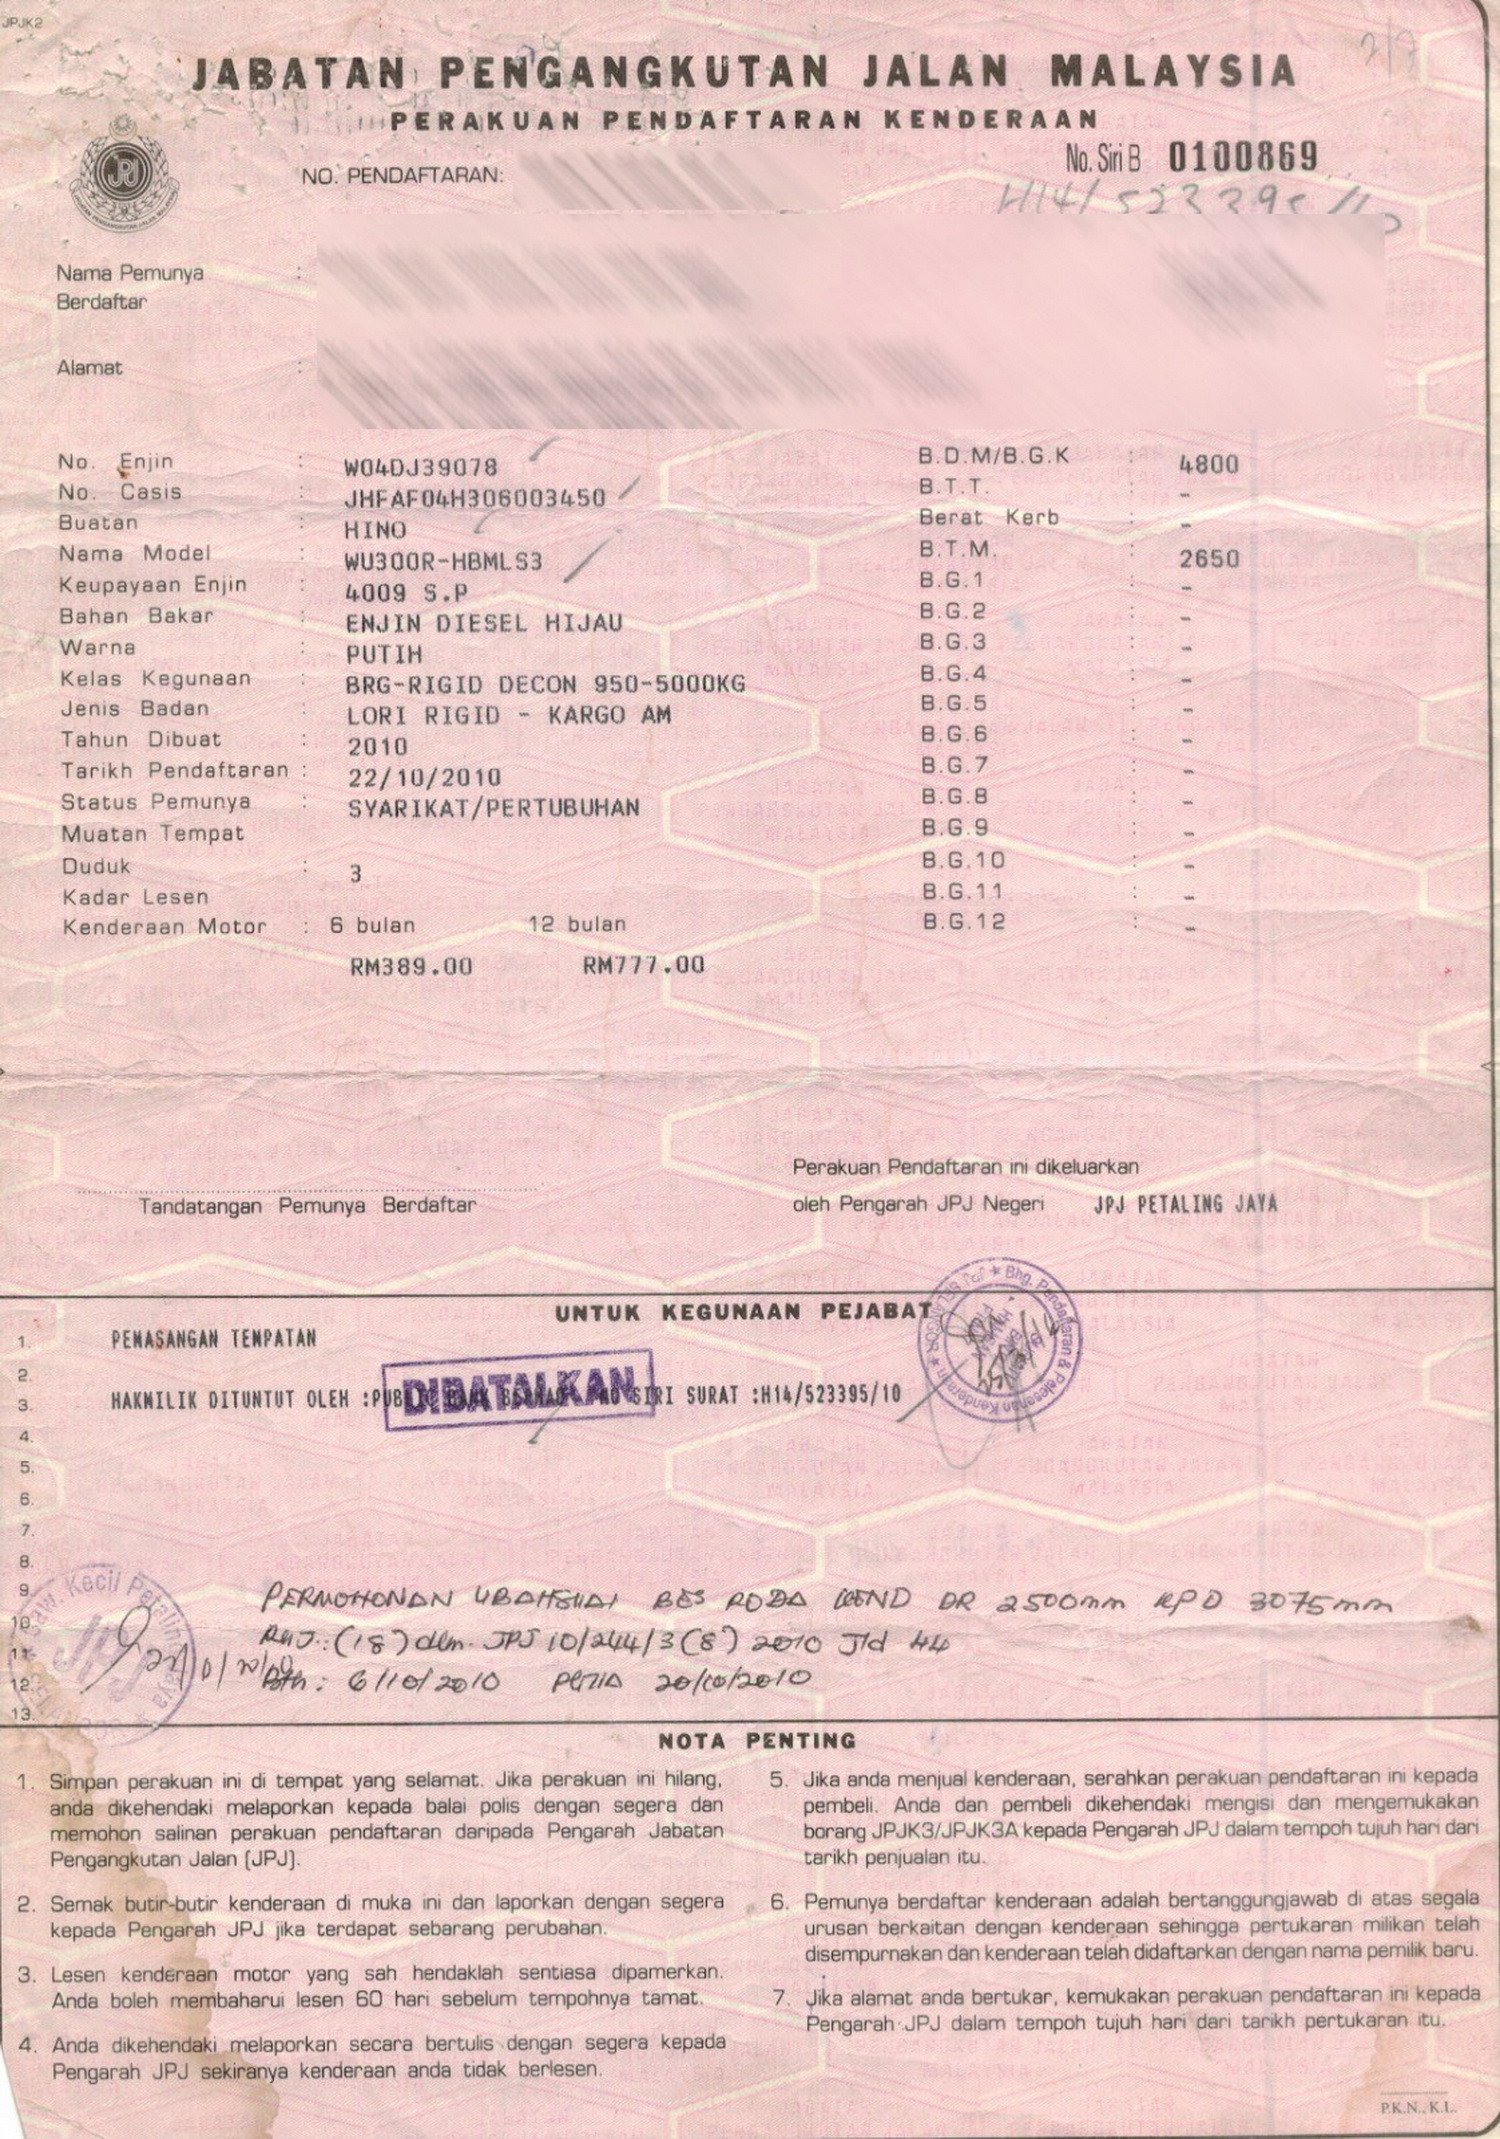 JPJK2
JABATAN PENGANGKUTAN JALAN MALAYSIA
PERAKUAN PENDAFTARAN KENDERAAN
No. Siri B 0100869
NO. PENDAFTARAN:
H14/523395/10
Nama Pemunya :
Berdaftar
Alamat :
No. Enjin : W04DJ39078
No. Casis : JHFAF04H306003450
Buatan : HINO
Nama Model : WU300R-HBMLS3
Keupayaan Enjin : 4009 S.P
Bahan Bakar : ENJIN DIESEL HIJAU
Warna : PUTIH
Kelas Kegunaan : BRG-RIGID DECON 950-5000KG
Jenis Badan : LORI RIGID - KARGO AM
Tahun Dibuat : 2010
Tarikh Pendaftaran : 22/10/2010
Status Pemunya : SYARIKAT/PERTUBUHAN
Muatan Tempat
Duduk : 3
Kadar Lesen
Kenderaan Motor : 6 bulan 12 bulan
RM389.00 RM777.00
B.D.M/B.G.K : 4800
B.T.T. : -
Berat Kerb : -
B.T.M. : 2650
B.G.1 : -
B.G.2 : -
B.G.3 : -
B.G.4 : -
B.G.5 : -
B.G.6 : -
B.G.7 : -
B.G.8 : -
B.G.9 : -
B.G.10 : -
B.G.11 : -
B.G.12 : -
Perakuan Pendaftaran ini dikeluarkan
Tandatangan Pemunya Berdaftar
oleh Pengarah JPJ Negeri JPJ PETALING JAYA
UNTUK KEGUNAAN PEJABAT
1. PEMASANGAN TEMPATAN
2.
3. HAKMILIK DITUNTUT OLEH :PUBLIC BANK BERHAD NO SIRI SURAT :H14/523395/10
DIBATALKAN
4.
5.
6.
7.
8.
9. PERMOHONAN UBAHSUAI BES RODA KEND DR 2500mm KPD 3075mm
10.
11. RUJ: (18) dlm. JPJ 10/244/3(8) 2010 Jld 44
12. Bth: 6/10/2010 20/10/2010
13.
NOTA PENTING
1. Simpan perakuan ini di tempat yang selamat. Jika perakuan ini hilang,
anda dikehendaki melaporkan kepada balai polis dengan segera dan
memohon salinan perakuan pendaftaran daripada Pengarah Jabatan
Pengangkutan Jalan (JPJ).
2. Semak butir-butir kenderaan di muka ini dan laporkan dengan segera
kepada Pengarah JPJ jika terdapat sebarang perubahan.
3. Lesen kenderaan motor yang sah hendaklah sentiasa dipamerkan.
Anda boleh membaharui lesen 60 hari sebelum tempohnya tamat.
4. Anda dikehendaki melaporkan secara bertulis dengan segera kepada
Pengarah JPJ sekiranya kenderaan anda tidak berlesen.
5. Jika anda menjual kenderaan, serahkan perakuan pendaftaran ini kepada
pembeli. Anda dan pembeli dikehendaki mengisi dan mengemukakan
borang JPJK3/JPJK3A kepada Pengarah JPJ dalam tempoh tujuh hari dari
tarikh penjualan itu.
6. Pemunya berdaftar kenderaan adalah bertanggungjawab di atas segala
urusan berkaitan dengan kenderaan sehingga pertukaran milikan telah
disempurnakan dan kenderaan telah didaftarkan dengan nama pemilik baru.
7. Jika alamat anda bertukar, kemukakan perakuan pendaftaran ini kepada
Pengarah JPJ dalam tempoh tujuh hari dari tarikh pertukaran itu.
P.K.N., K.L.